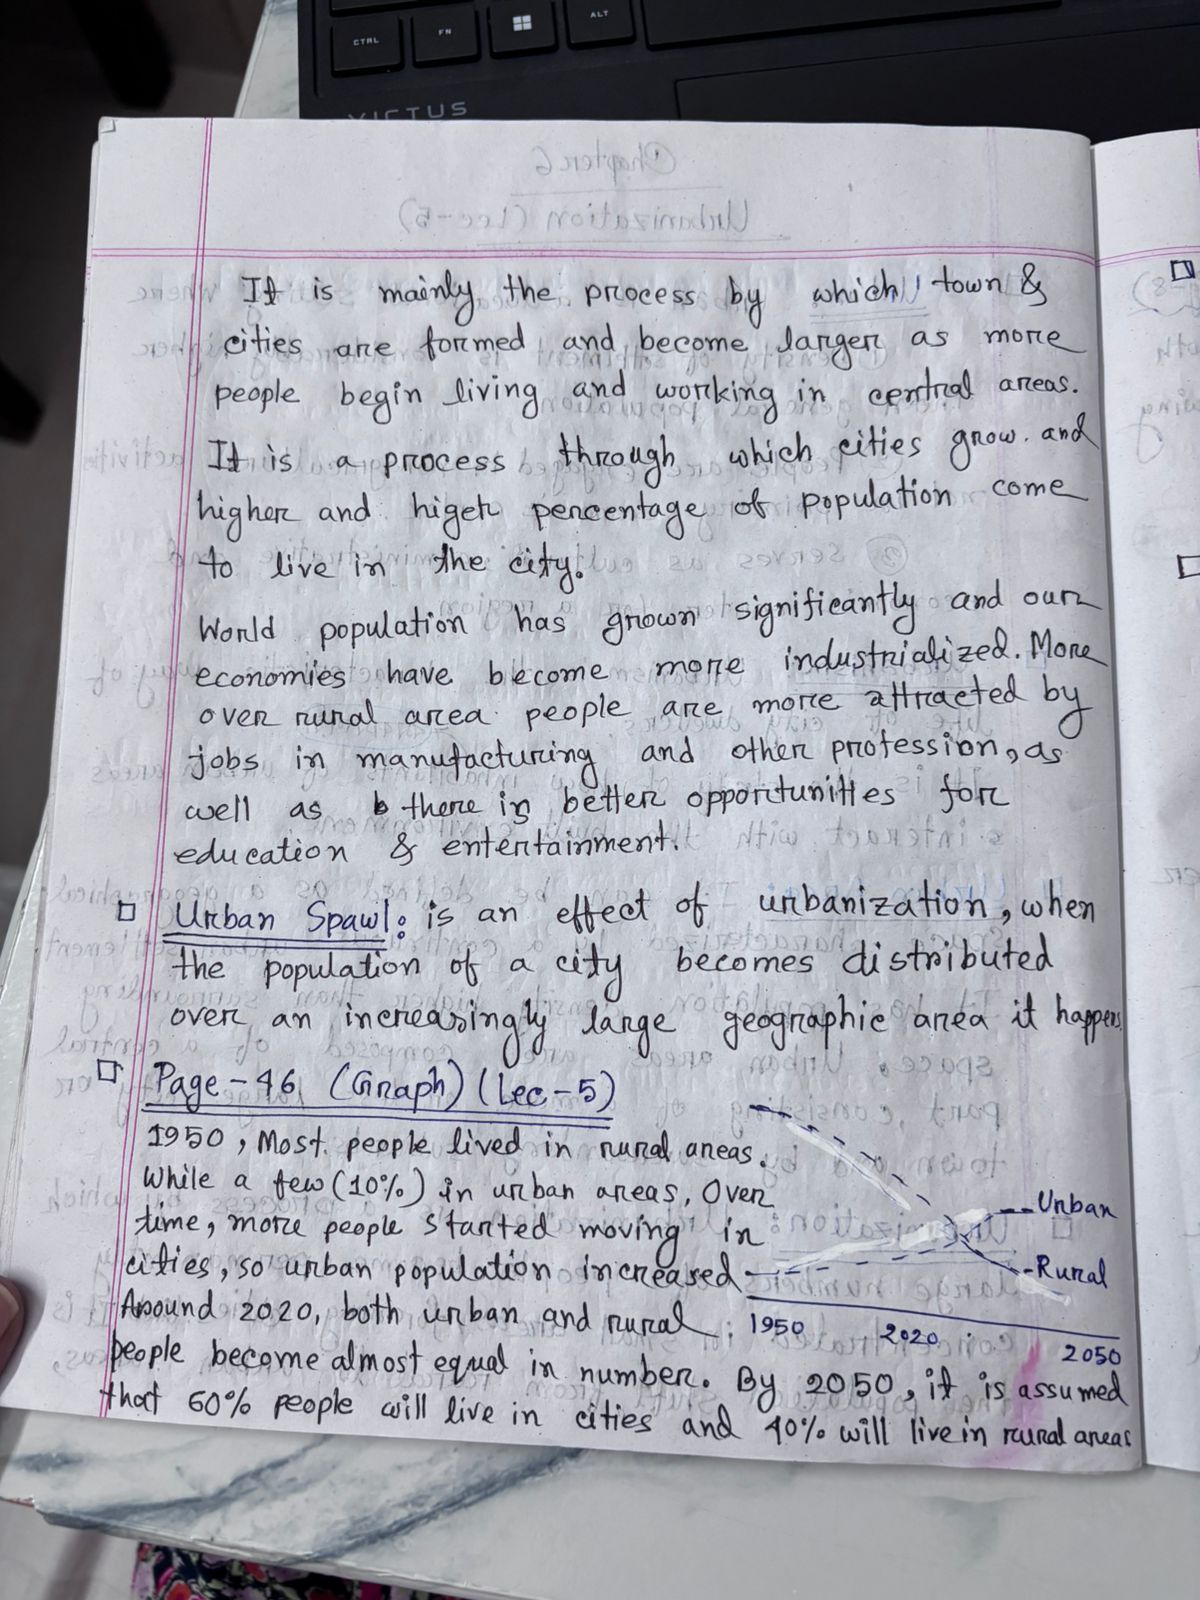 CTRL
FN
ALT
VICTUS
It is mainly the process by which town &
cities are formed and become larger as more
people begin living and working in central areas.
It is a process through which cities grow. and
higher and higer percentage of population come
to live in the city.
World population has grown significantly and our
economies have become more industrialized. More
over rural area people are more attracted by
jobs in manufacturing and other profession, as
well as there is better opportunities for
education & entertainment.
Urban Spawl: is an effect of urbanization, when
the population of a city becomes distributed
over an increasingly large geographic area it happens.
Page-46 (Graph) (Lec-5)
1950, Most people lived in rural areas.
While a few (10%) in urban areas, Over
time, more people started moving in
cities, so urban population increased
Around 2020, both urban and rural
people become almost equal in number. By 2050, it is assumed
that 60% people will live in cities and 40% will live in rural areas
Urban
Rural
1950 2020 2050